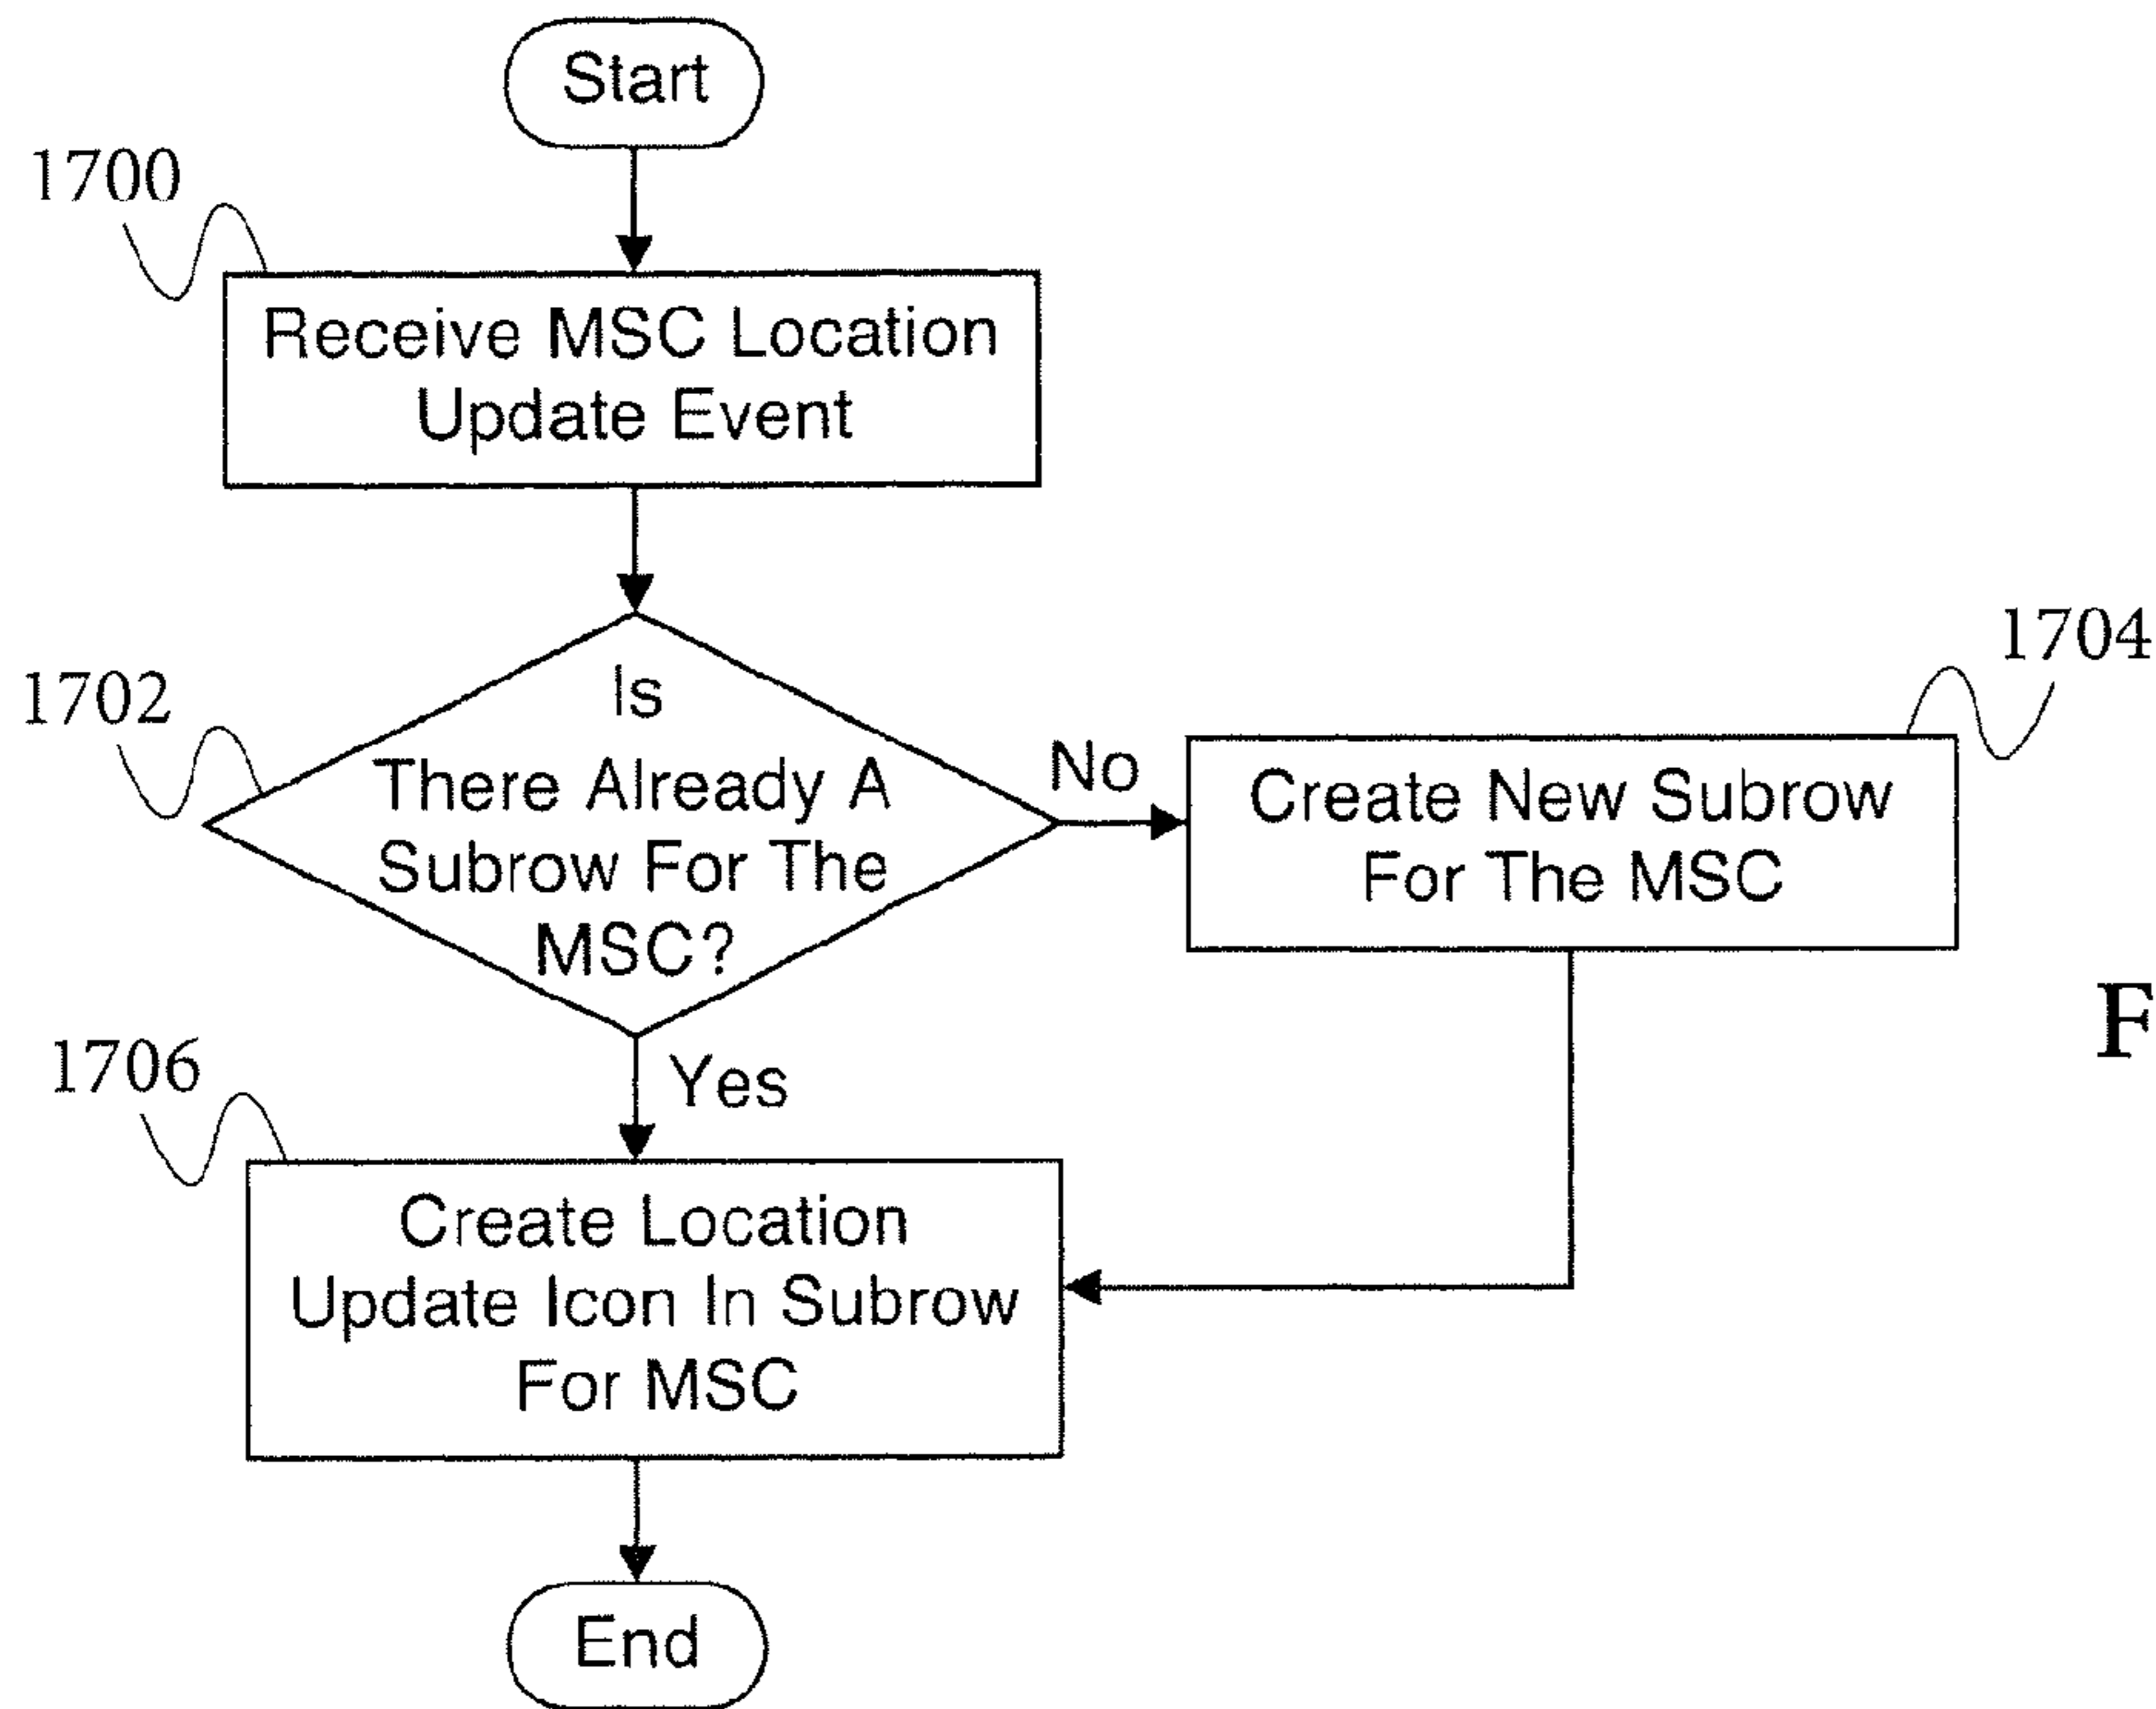 Start
1700
Receive MSC Location
Update Event
1702
Is
There Already A
Subrow For The
MSC?
No
1704
Create New Subrow
For The MSC
Yes
F
1706
Create Location
Update Icon In Subrow
For MSC
End